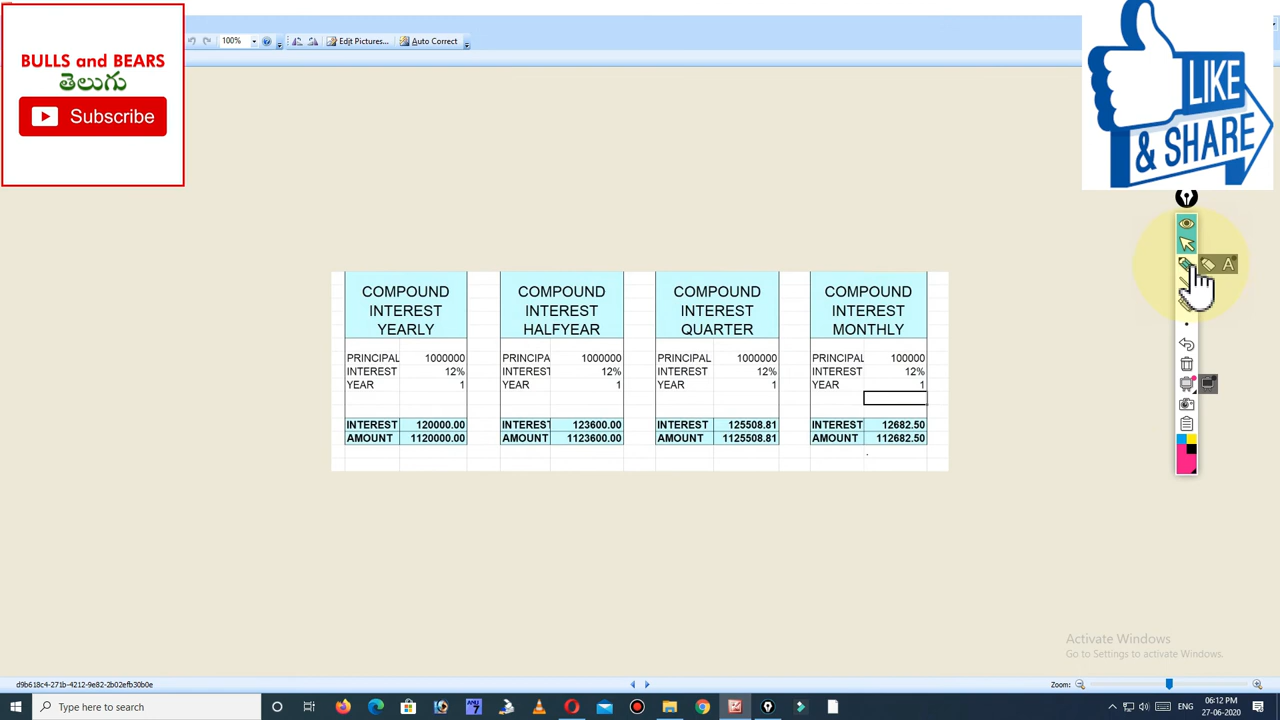 BULLS and BEARS
తెలుగు
Subscribe
100%
Edit Pictures...
Auto Correct
LIKE
& SHARE
A
COMPOUND
INTEREST
YEARLY
PRINCIPAL 1000000
INTEREST 12%
YEAR 1
INTEREST 120000.00
AMOUNT 1120000.00
COMPOUND
INTEREST
HALFYEAR
PRINCIPA 1000000
INTEREST 12%
YEAR 1
INTEREST 123600.00
AMOUNT 1123600.00
COMPOUND
INTEREST
QUARTER
PRINCIPAL 1000000
INTEREST 12%
YEAR 1
INTEREST 125508.81
AMOUNT 1125508.81
COMPOUND
INTEREST
MONTHLY
PRINCIPAL 100000
INTEREST 12%
YEAR 1
INTEREST 12682.50
AMOUNT 112682.50
Activate Windows
Go to Settings to activate Windows.
d9b618c4-271b-4212-9e82-2b02efb30b0e
Zoom:
Type here to search
ENG
06:12 PM
27-06-2020